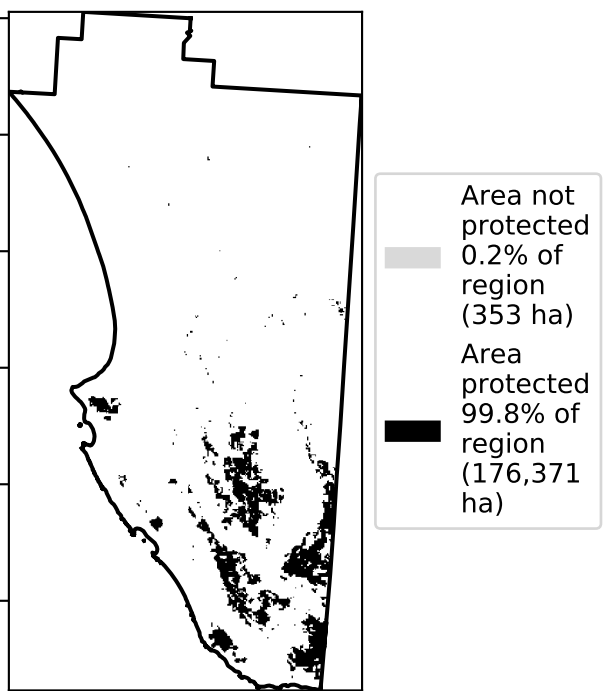 Area not
protected
0.2% of
region
(353 ha)
Area
protected
99.8% of
region
(176,371
ha)